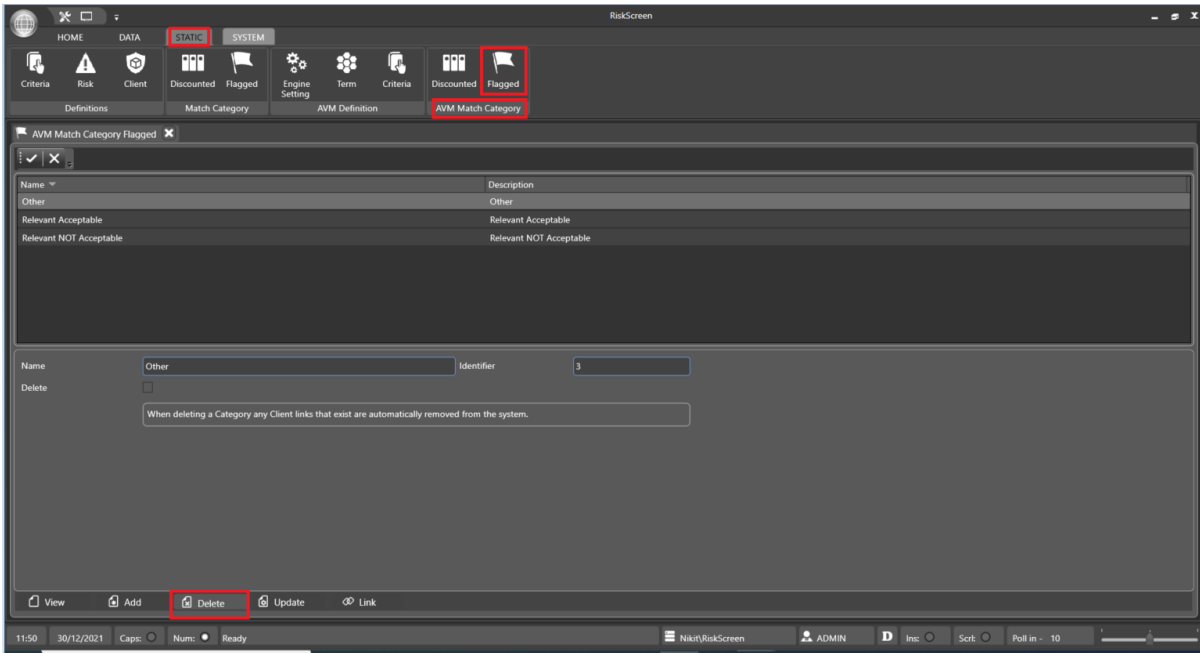 RiskScreen
HOME DATA STATIC SYSTEM
Criteria Risk Client Discounted Flagged Engine Setting Term Criteria Discounted Flagged
Definitions Match Category AVM Definition AVM Match Category
AVM Match Category Flagged
Name Description
Other Other
Relevant Acceptable Relevant Acceptable
Relevant NOT Acceptable Relevant NOT Acceptable
Name Other Identifier 3
Delete
When deleting a Category any Client links that exist are automatically removed from the system.
View Add Delete Update Link
11:50 30/12/2021 Caps: Num: Ready Nikit\RiskScreen ADMIN D Ins: Scrl: Poll in - 10